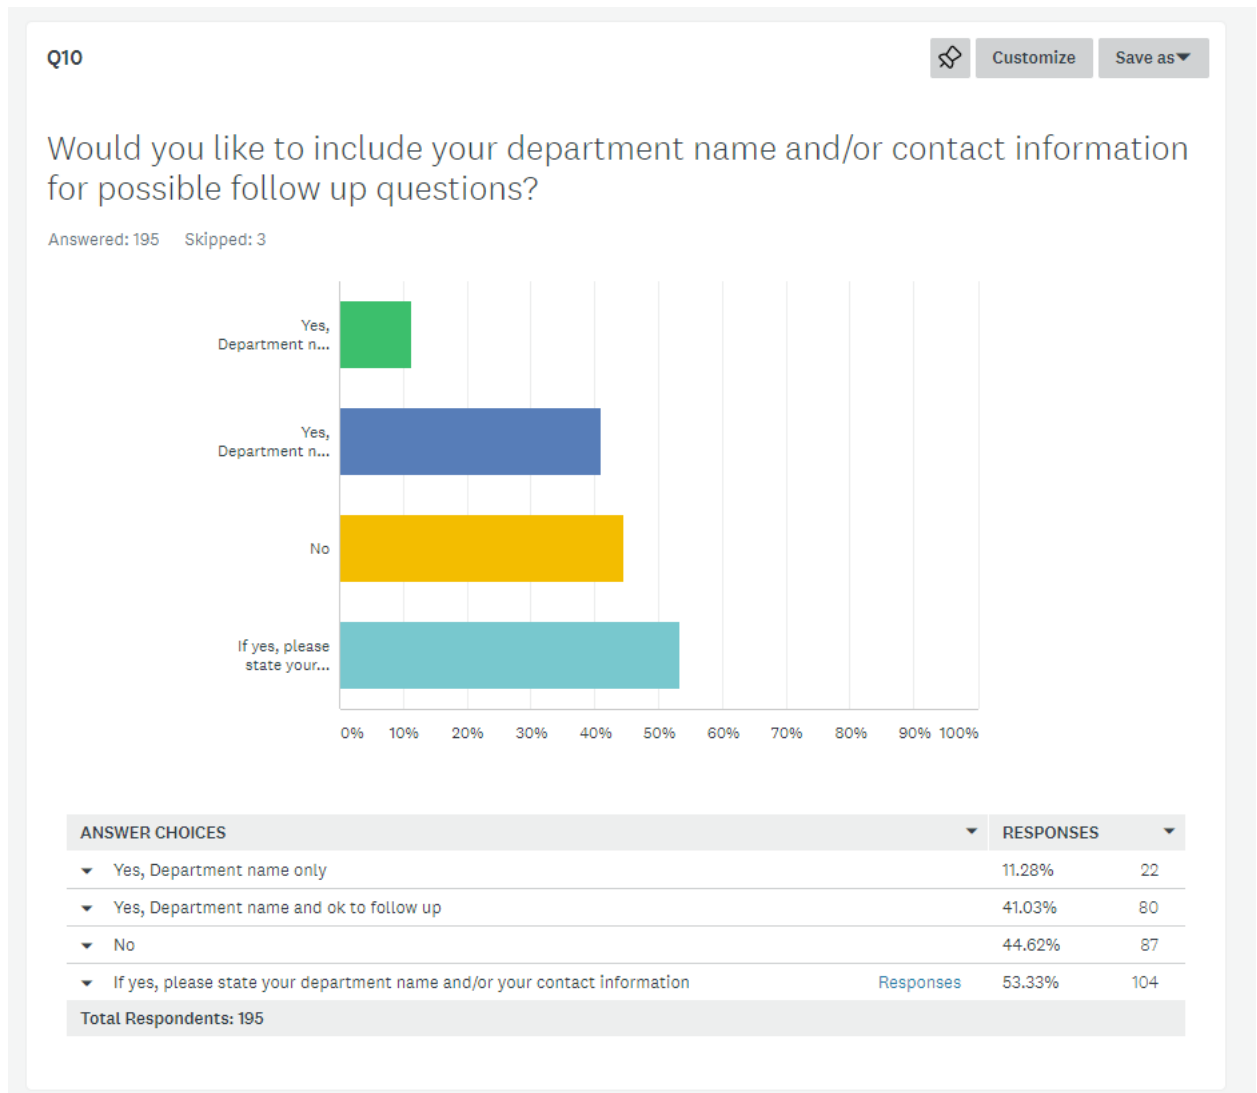 Q10
Customize
Save as
Would you like to include your department name and/or contact information
for possible follow up questions?
Answered: 195 Skipped: 3
Yes,
Department n...
Yes,
Department n...
No
If yes, please
state your...
0% 10% 20% 30% 40% 50% 60% 70% 80% 90% 100%
ANSWER CHOICES RESPONSES
Yes, Department name only 11.28% 22
Yes, Department name and ok to follow up 41.03% 80
No 44.62% 87
If yes, please state your department name and/or your contact information Responses 53.33% 104
Total Respondents: 195